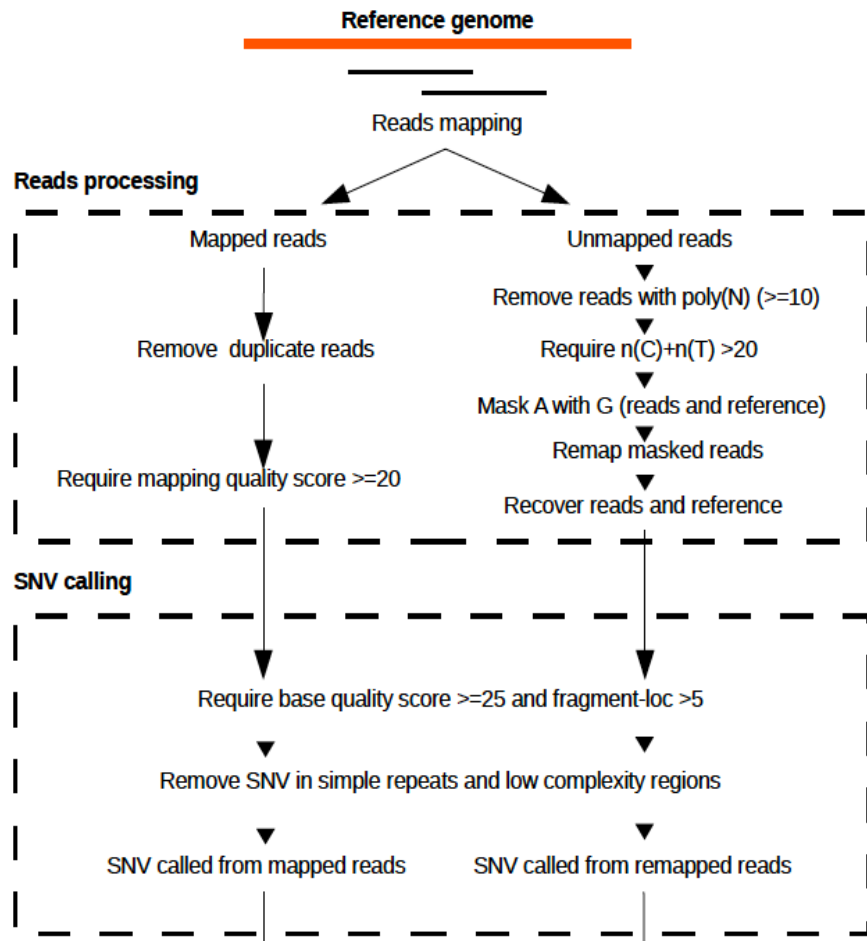 Reference genome
Reads mapping
Reads processing
Mapped reads
Unmapped reads
Remove reads with poly(N) (>=10)
Remove duplicate reads
Require n(C)+n(T) >20
Mask A with G (reads and reference)
Remap masked reads
Require mapping quality score >=20
Recover reads and reference
SNV calling
Require base quality score >=25 and fragment-loc >5
Remove SNV in simple repeats and low complexity regions
SNV called from mapped reads
SNV called from remapped reads